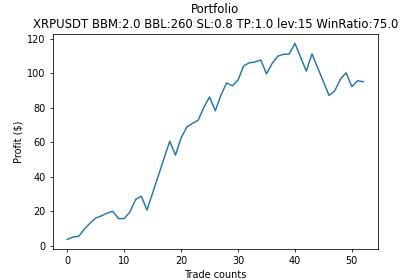 Portfolio
XRPUSDT BBM:2.0 BBL:260 SL:0.8 TP:1.0 lev:15 WinRatio:75.0
120
100
80
60
40
20
0
Profit ($)
0 10 20 30 40 50
Trade counts